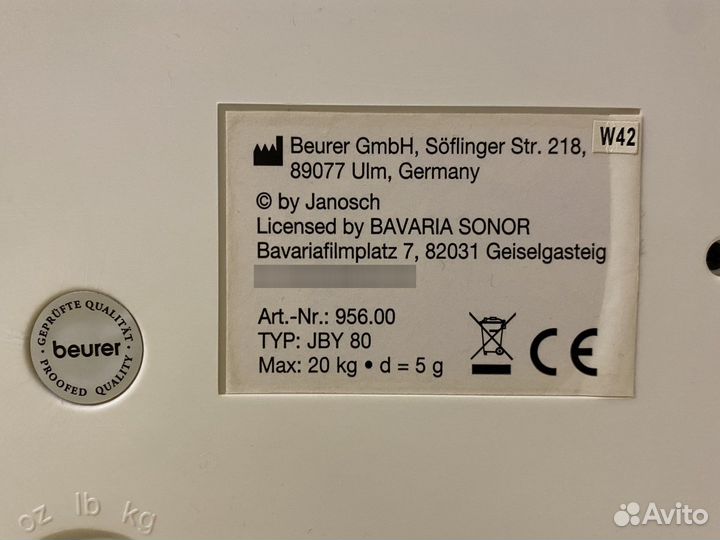 Beurer GmbH, Söflinger Str. 218,
W42
89077 Ulm, Germany
© by Janosch
Licensed by BAVARIA SONOR
Bavariafilmplatz 7, 82031 Geiselgasteig
Art.-Nr.: 956.00
TYP: JBY 80
Max: 20 kg • d = 5 g
CE
• GEPRÜFTE QUALITÄT •
beurer
PROOFED QUALITY
oz lb kg
Avito